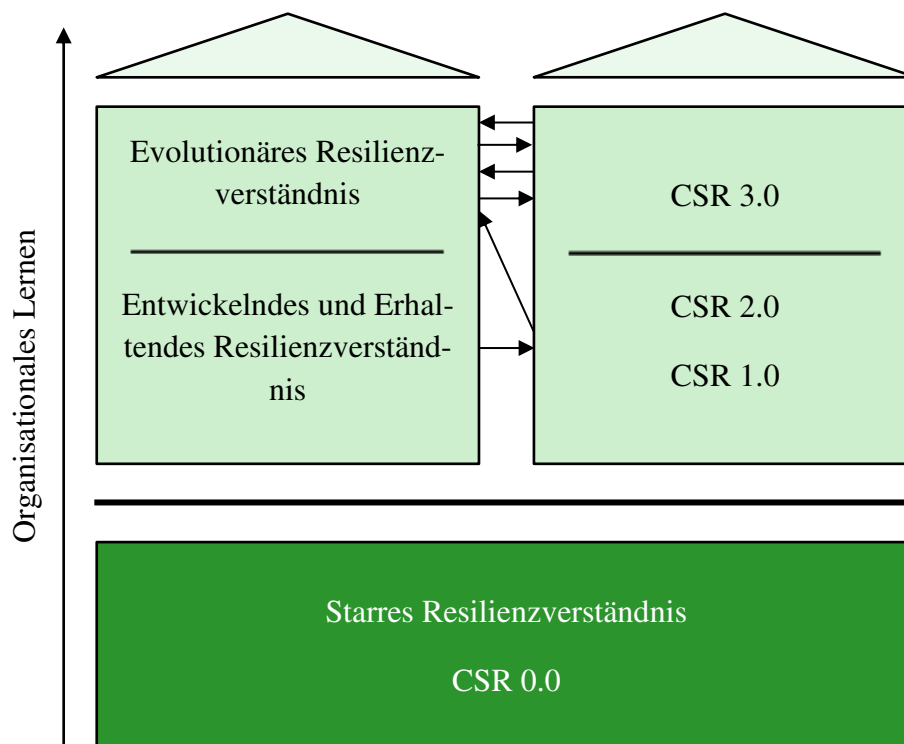 Organisationales Lernen
Evolutionäres Resilienz-
verständnis
Entwickelndes und Erhal-
tendes Resilienzverständ-
nis
CSR 3.0
CSR 2.0
CSR 1.0
Starres Resilienzverständnis
CSR 0.0